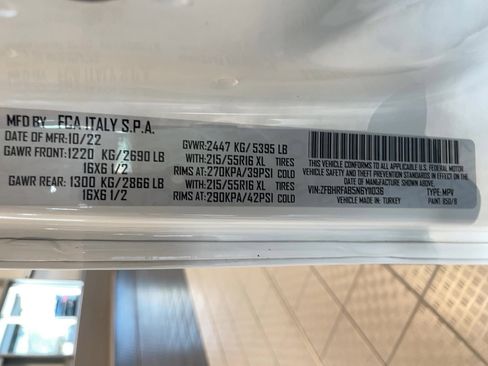 MFD BY FCA ITALY S.P.A.
DATE OF MFR:10/22 GVWR:2447 KG/ 5395 LB
GAWR FRONT:1220 KG/2690 LB WITH:215/55R16 XL TIRES
16X6 1/2 RIMS AT:270KPA/39PSI COLD
GAWR REAR:1300 KG/2866 LB WITH:215/55R16 XL TIRES
16X6 1/2 RIMS AT:290KPA/42PSI COLD
THIS VEHICLE CONFORMS TO ALL APPLICABLE FEDERAL MOTOR
VEHICLE SAFETY AND THEFT PREVENTION STANDARDS IN
EFFECT ON THE DATE OF MANUFACTURE SHOWN ABOVE.
TYPE:MPV
VEHICLE MADE IN: TURKEY PAINT: